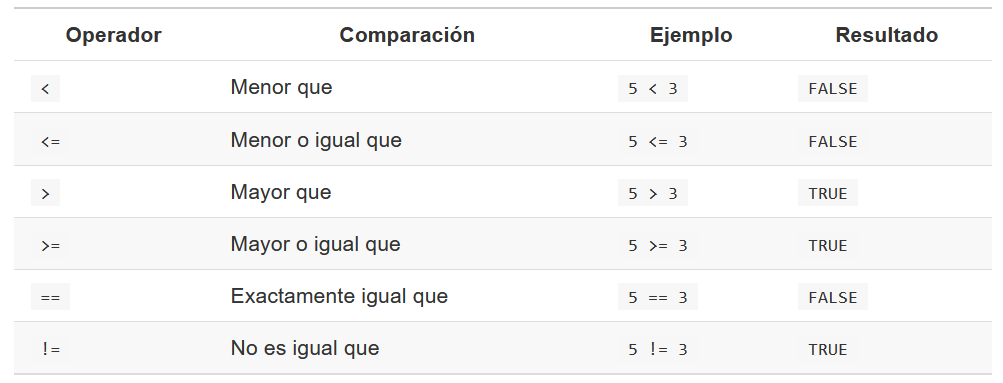 Operador Comparación Ejemplo Resultado
< Menor que 5 < 3 FALSE
<= Menor o igual que 5 <= 3 FALSE
> Mayor que 5 > 3 TRUE
>= Mayor o igual que 5 >= 3 TRUE
== Exactamente igual que 5 == 3 FALSE
!= No es igual que 5 != 3 TRUE